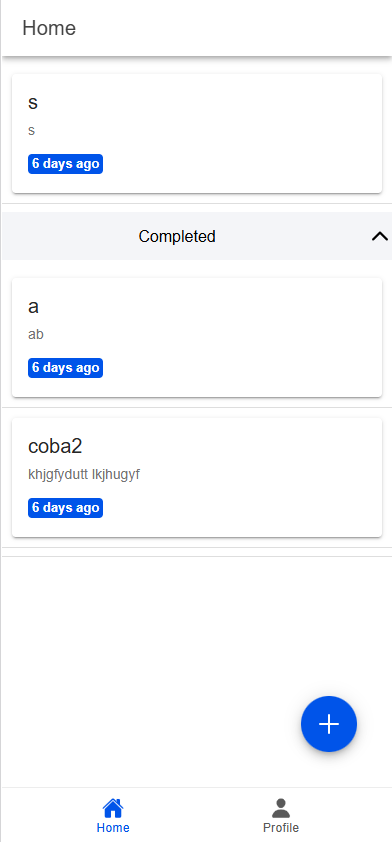 Home
s
s
6 days ago
Completed
a
ab
6 days ago
coba2
khjgfydutt lkjhugyf
6 days ago
Home
Profile